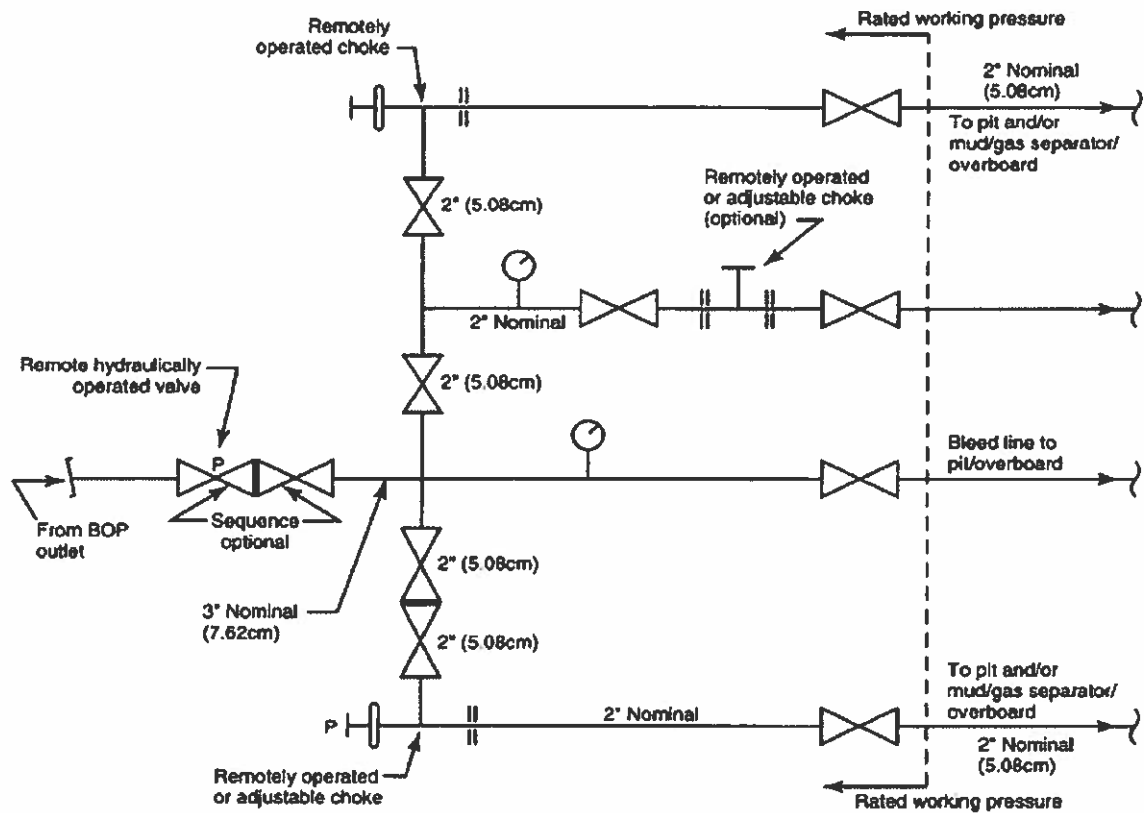 Remotely
operated choke
Rated working pressure
2" Nominal
(5.08cm)
To pit and/or
mud/gas separator/
overboard
2" (5.08cm)
Remotely operated
or adjustable choke
(optional)
2" Nominal
Remote hydraulically
operated valve
2" (5.08cm)
P
Bleed line to
pit/overboard
From BOP
outlet
Sequence
optional
2" (5.08cm)
3" Nominal
(7.62cm)
2" (5.08cm)
To pit and/or
mud/gas separator/
overboard
P
2" Nominal
2" Nominal
(5.08cm)
Remotely operated
or adjustable choke
Rated working pressure